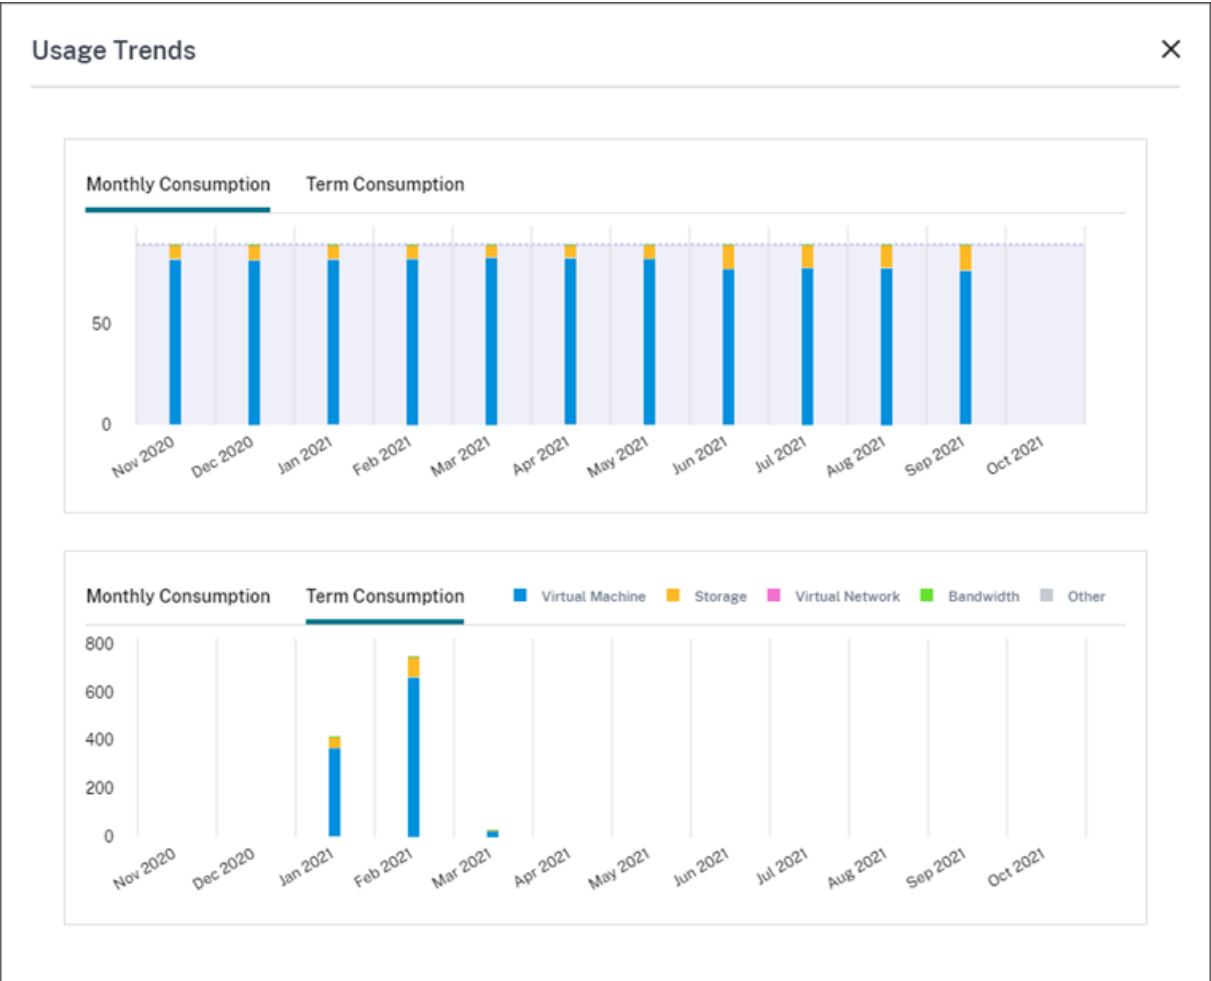 Usage Trends
Monthly Consumption Term Consumption
50
0
Nov 2020 Dec 2020 Jan 2021 Feb 2021 Mar 2021 Apr 2021 May 2021 Jun 2021 Jul 2021 Aug 2021 Sep 2021 Oct 2021
Monthly Consumption Term Consumption Virtual Machine Storage Virtual Network Bandwidth Other
800
600
400
200
0
Nov 2020 Dec 2020 Jan 2021 Feb 2021 Mar 2021 Apr 2021 May 2021 Jun 2021 Jul 2021 Aug 2021 Sep 2021 Oct 2021